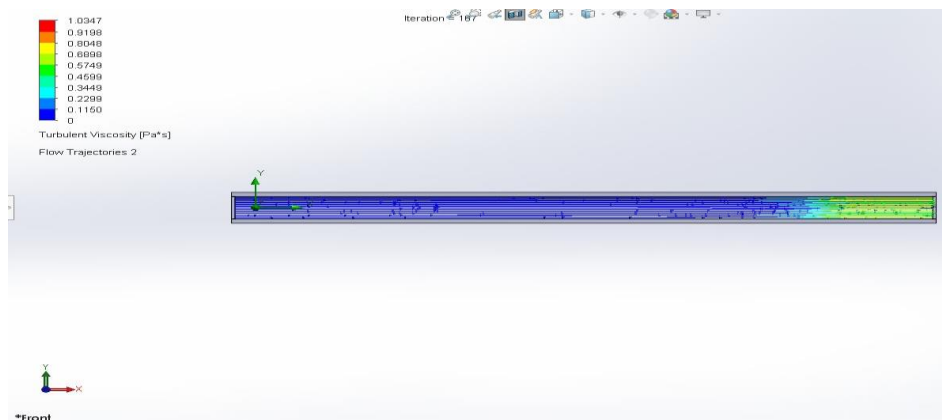 1.0347
0.9198
0.8048
0.6898
0.5749
0.4599
0.3449
0.2299
0.1150
0
Turbulent Viscosity [Pa*s]
Flow Trajectories 2
Iteration = 167
Y
Y
X
*Front